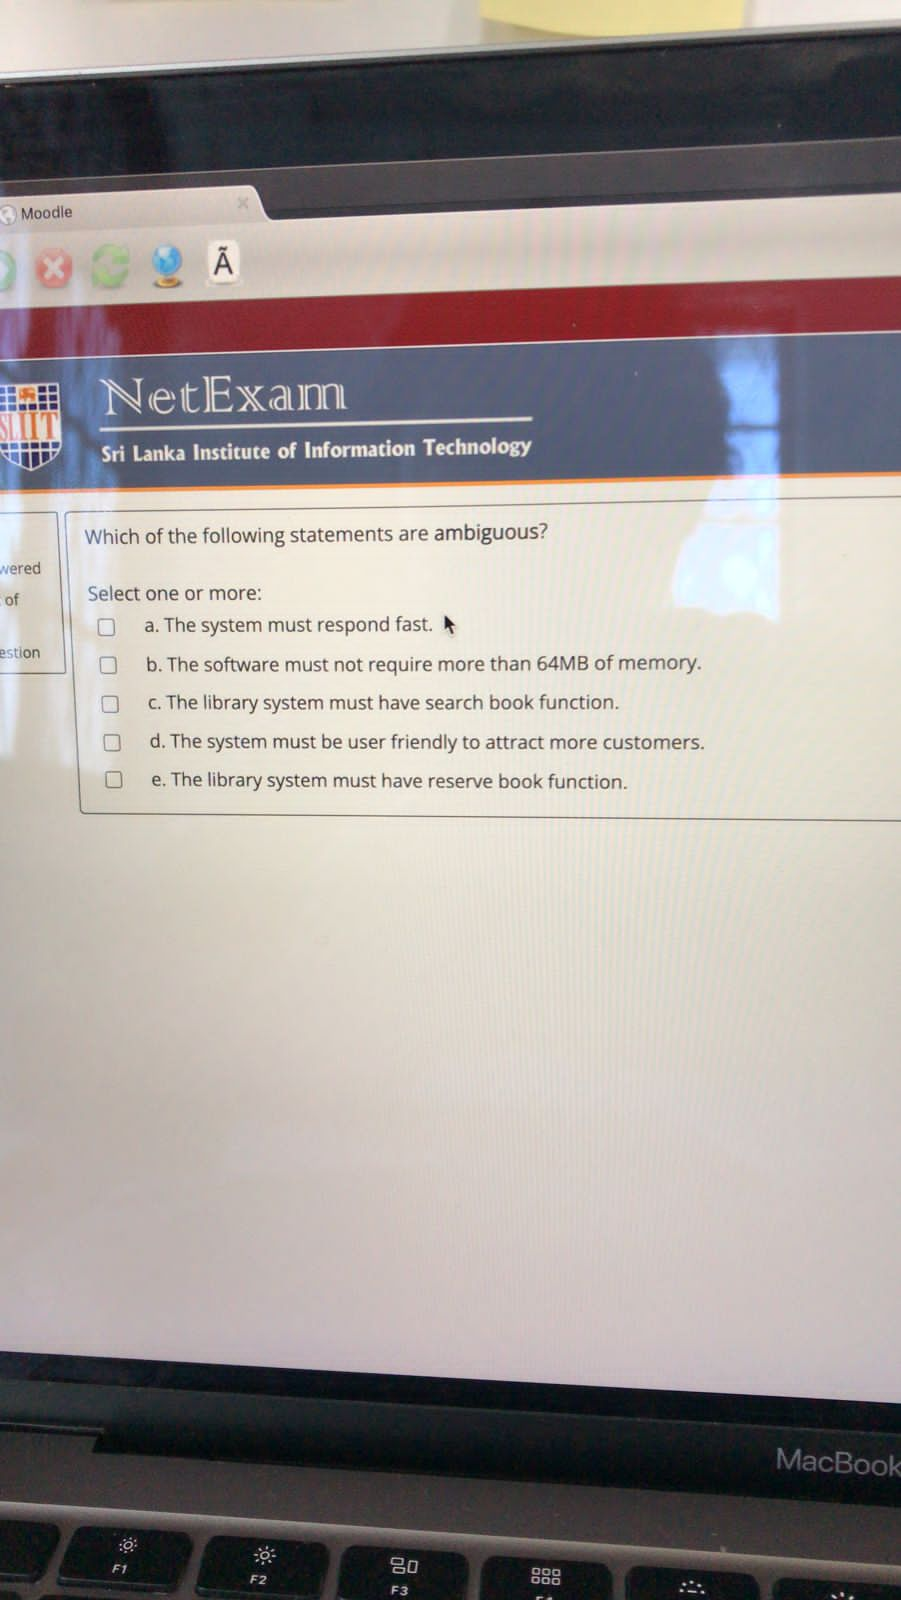 Moodle
Ã
SLIIT
NetExam
Sri Lanka Institute of Information Technology
wered
of
estion
Which of the following statements are ambiguous?
Select one or more:
a. The system must respond fast.
b. The software must not require more than 64MB of memory.
c. The library system must have search book function.
d. The system must be user friendly to attract more customers.
e. The library system must have reserve book function.
MacBook
F1
F2
F3